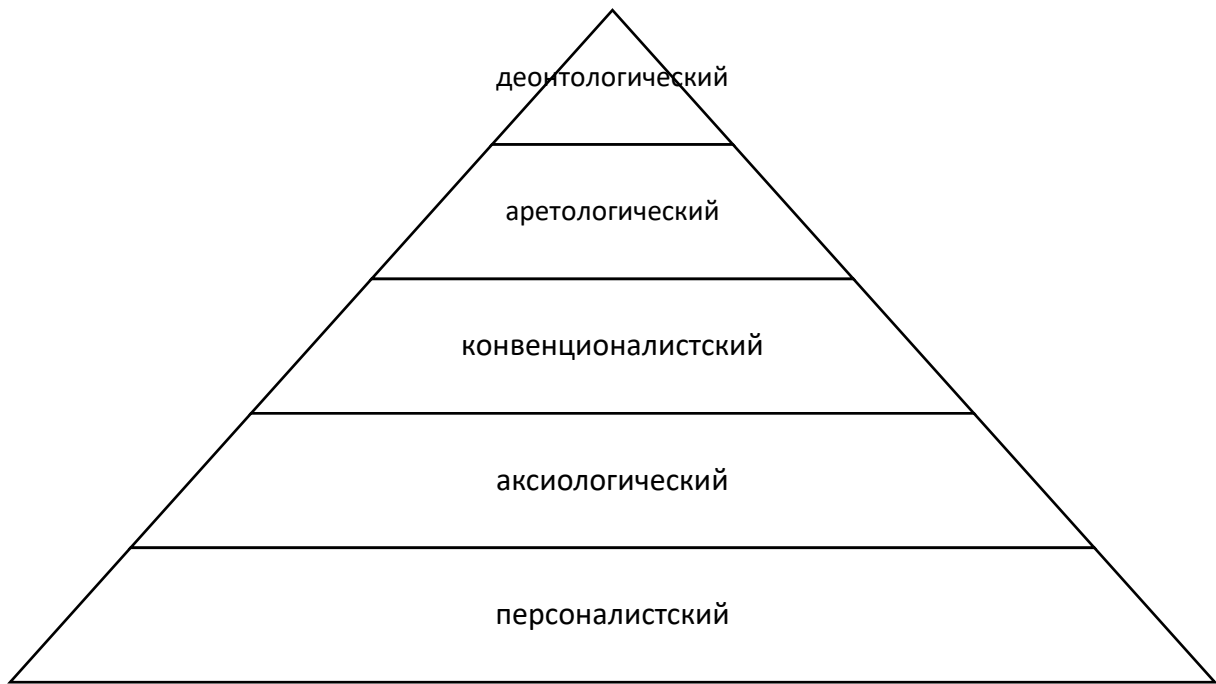 деонтологический
аретологический
конвенционалистский
аксиологический
персоналистский